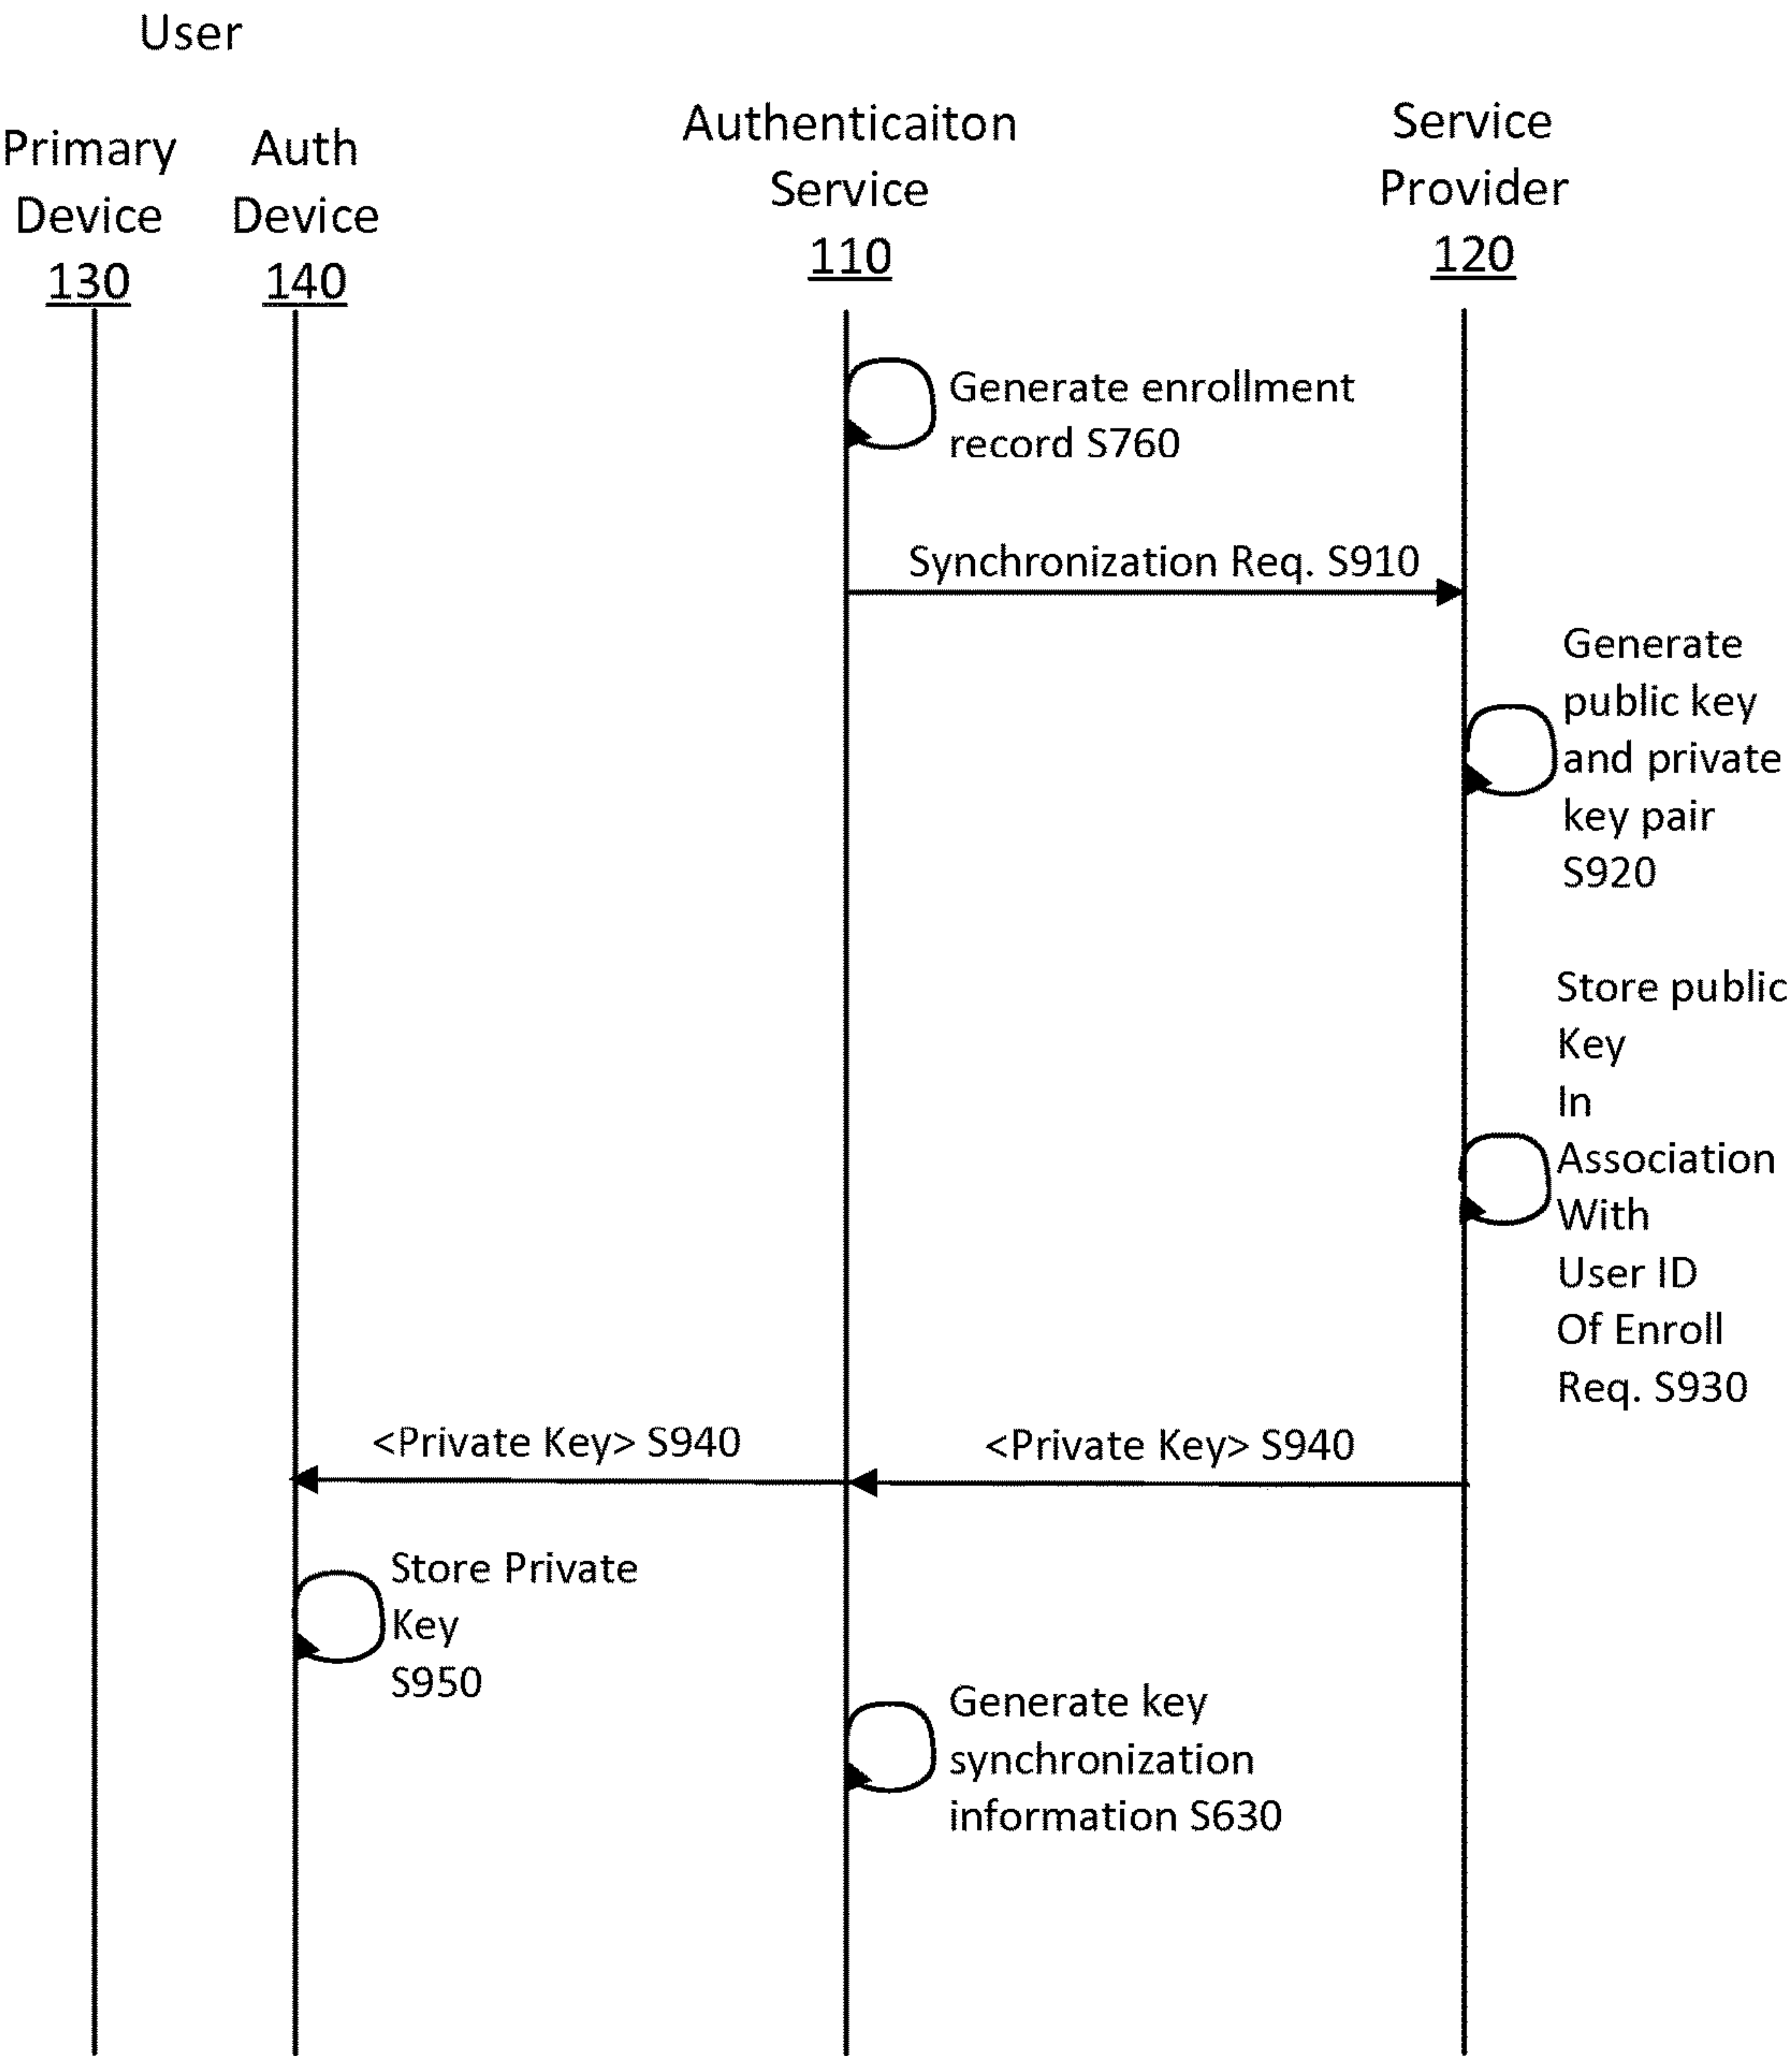 User
Primary
Device
130
Auth
Device
140
Authenticaiton
Service
110
Service
Provider
120
Generate enrollment
record S760
Synchronization Req. S910
Generate
public key
and private
key pair
S920
Store public
Key
In
Association
With
User ID
Of Enroll
Req. S930
<Private Key> S940
<Private Key> S940
Store Private
Key
S950
Generate key
synchronization
information S630